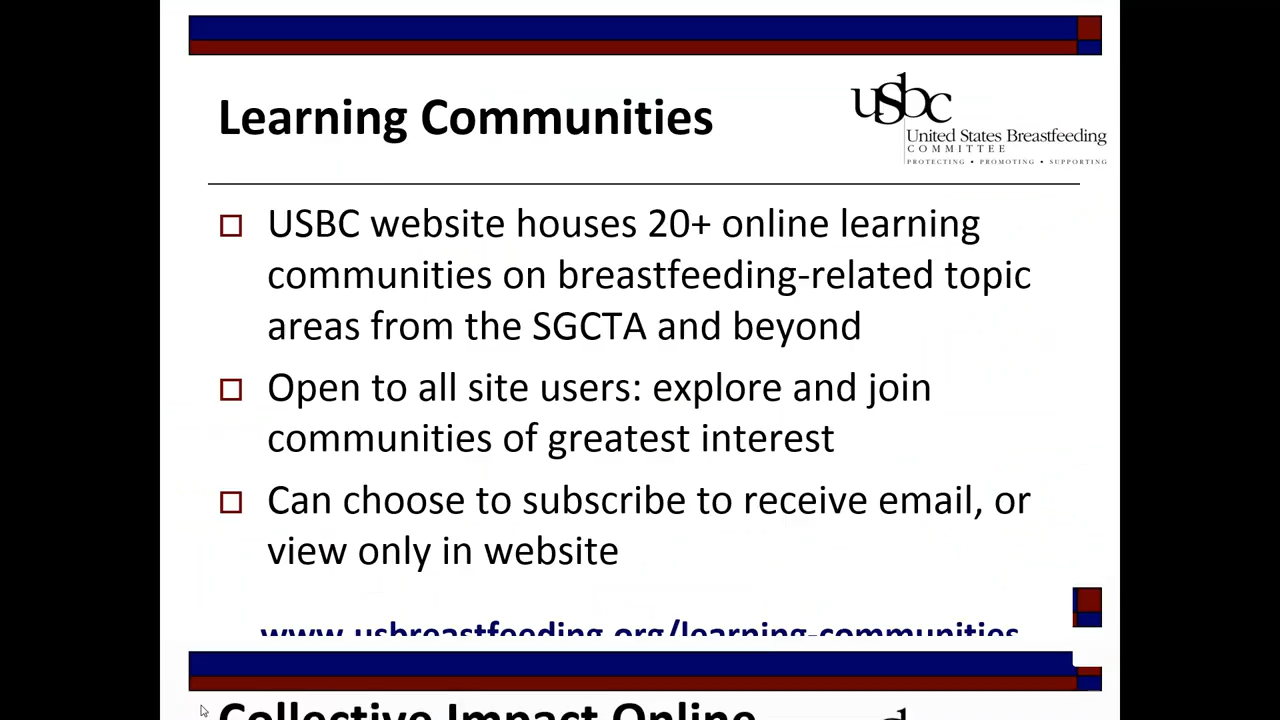 Learning Communities
usbc
United States Breastfeeding
COMMITTEE
PROTECTING • PROMOTING • SUPPORTING
USBC website houses 20+ online learning
communities on breastfeeding-related topic
areas from the SGCTA and beyond
Open to all site users: explore and join
communities of greatest interest
Can choose to subscribe to receive email, or
view only in website
www.usbreastfeeding.org/learning-communities
Collective Impact Online